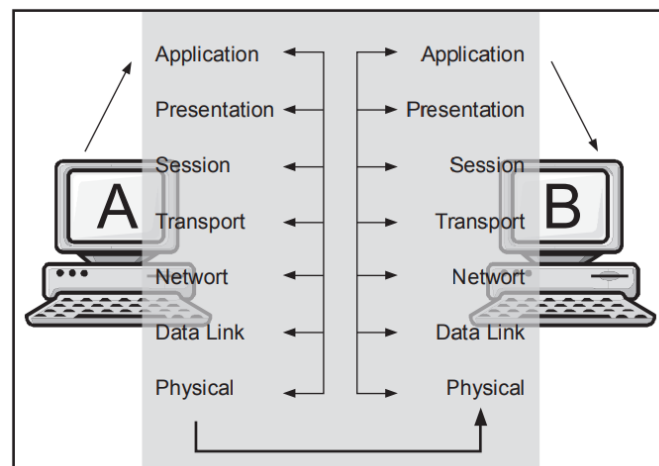 Application Application
Presentation Presentation
Session Session
A Transport Transport B
Networt Networt
Data Link Data Link
Physical Physical